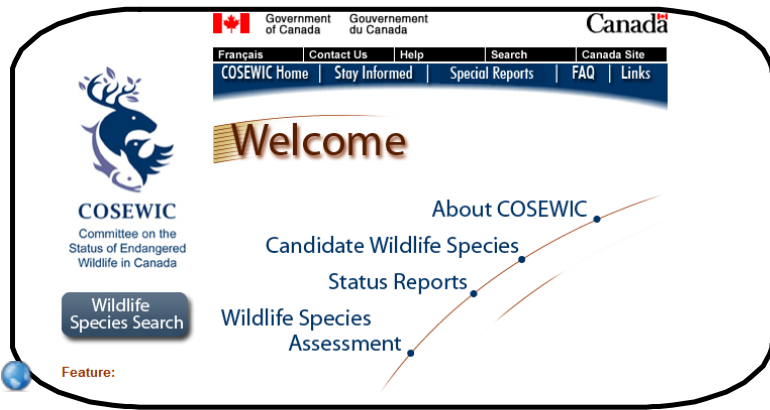 Government of Canada
Gouvernement du Canada
Canada
Français Contact Us Help Search Canada Site
COSEWIC Home Stay Informed Special Reports FAQ Links
Welcome
COSEWIC
Committee on the
Status of Endangered
Wildlife in Canada
Wildlife
Species Search
Feature:
About COSEWIC
Candidate Wildlife Species
Status Reports
Wildlife Species
Assessment